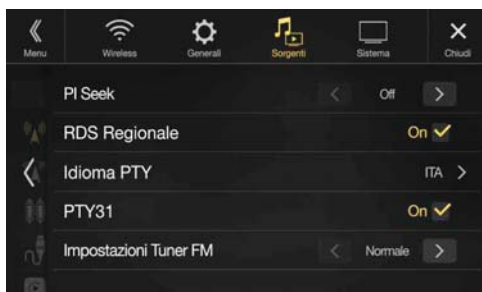 Menu Wireless Generali Sorgenti Sistema Chiudi
PI Seek Off
RDS Regionale On
Idioma PTY ITA
PTY31 On
Impostazioni Tuner FM Normale